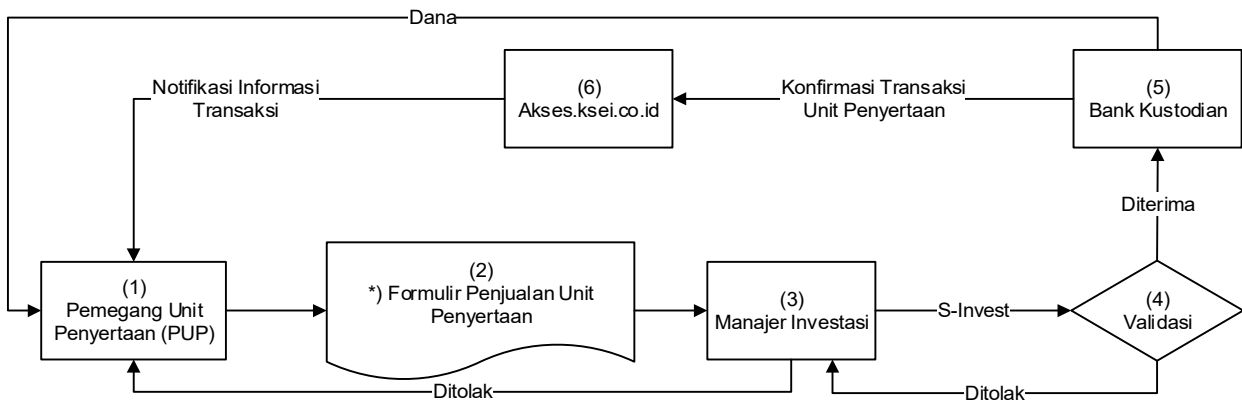 Dana
(5)
Bank Kustodian
Konfirmasi Transaksi
Unit Penyertaan
(6)
Akses.ksei.co.id
Notifikasi Informasi
Transaksi
Diterima
(1)
Pemegang Unit
Penyertaan (PUP)
(2)
*) Formulir Penjualan Unit
Penyertaan
(3)
Manajer Investasi
S-Invest
(4)
Validasi
Ditolak
Ditolak